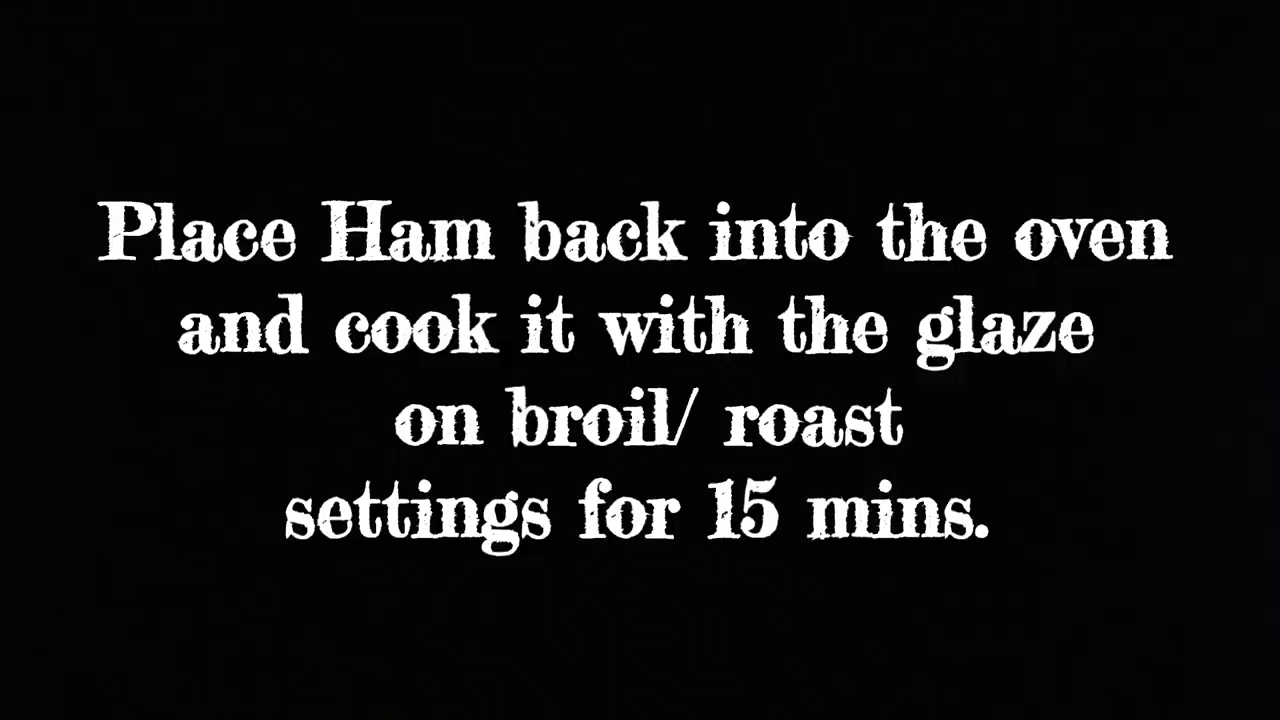 Place Ham back into the oven
and cook it with the glaze
on broil/ roast
settings for 15 mins.